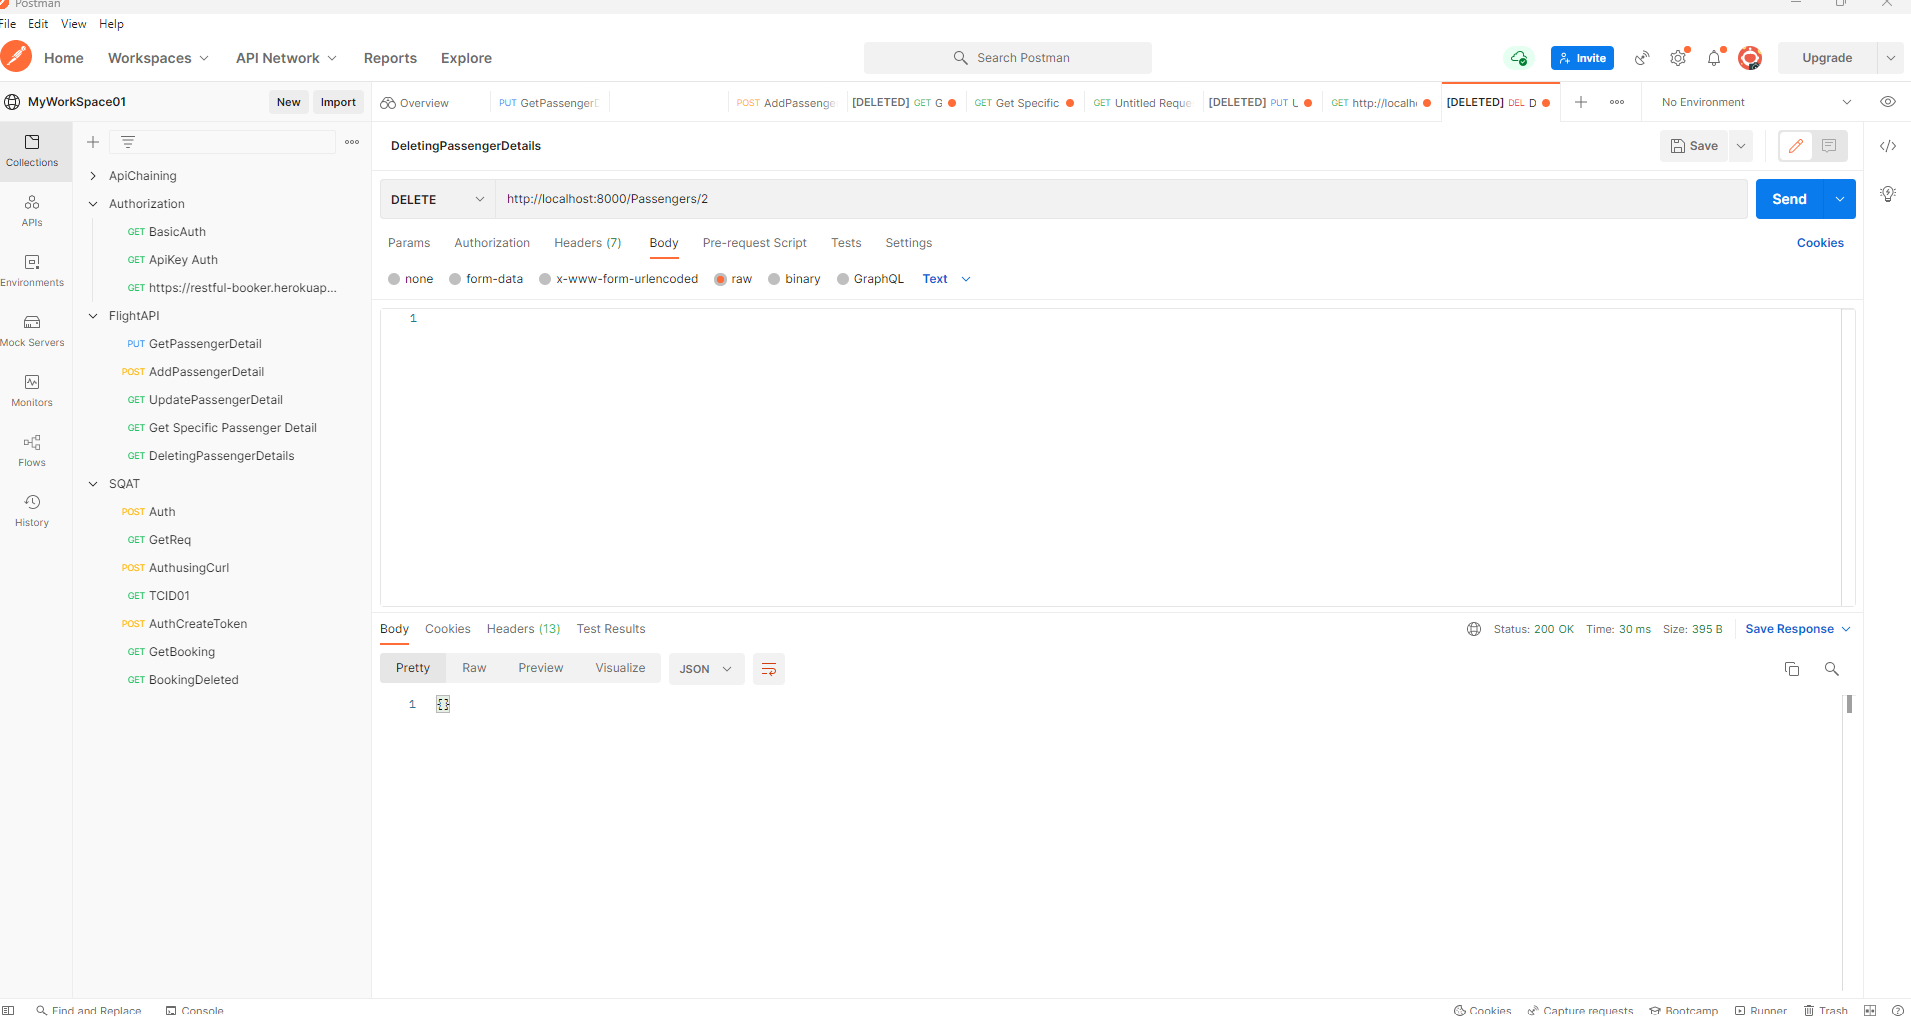 Postman
File Edit View Help
Home Workspaces API Network Reports Explore Search Postman Invite Upgrade
MyWorkSpace01 New Import Overview PUT GetPassengerD POST AddPassenge [DELETED] GET G GET Get Specific GET Untitled Reque [DELETED] PUT U GET http://localh [DELETED] DEL D No Environment
Collections
APIs
Environments
Mock Servers
Monitors
Flows
History
ApiChaining
Authorization
GET BasicAuth
GET ApiKey Auth
GET https://restful-booker.herokuap...
FlightAPI
PUT GetPassengerDetail
POST AddPassengerDetail
GET UpdatePassengerDetail
GET Get Specific Passenger Detail
GET DeletingPassengerDetails
SQAT
POST Auth
GET GetReq
POST AuthusingCurl
GET TCID01
POST AuthCreateToken
GET GetBooking
GET BookingDeleted
DeletingPassengerDetails Save
DELETE http://localhost:8000/Passengers/2 Send
Params Authorization Headers (7) Body Pre-request Script Tests Settings Cookies
none form-data x-www-form-urlencoded raw binary GraphQL Text
1
Body Cookies Headers (13) Test Results Status: 200 OK Time: 30 ms Size: 395 B Save Response
Pretty Raw Preview Visualize JSON
1 {}
Find and Replace Console Cookies Capture requests Bootcamp Runner Trash